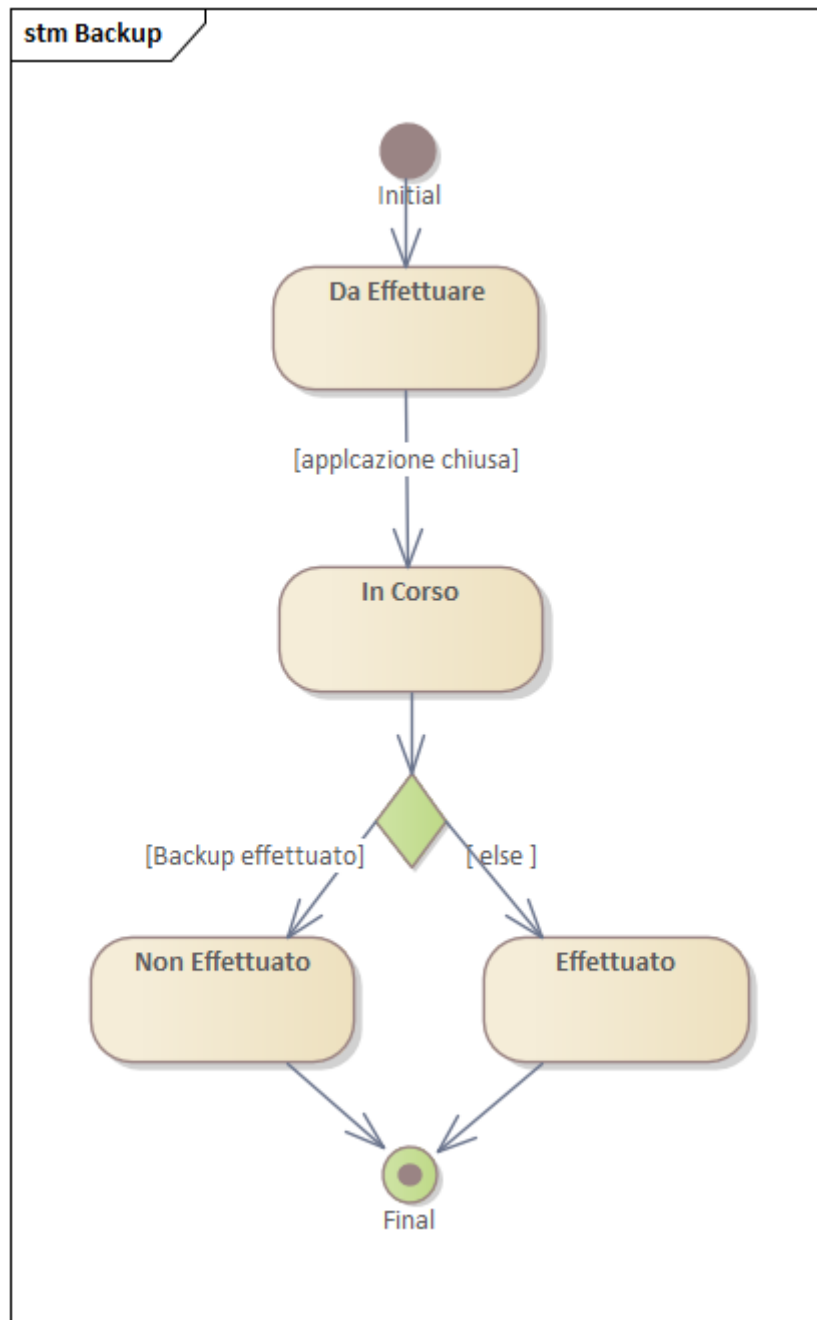 stm Backup
Initial
Da Effettuare
[applcazione chiusa]
In Corso
[Backup effettuato]
[ else ]
Non Effettuato
Effettuato
Final